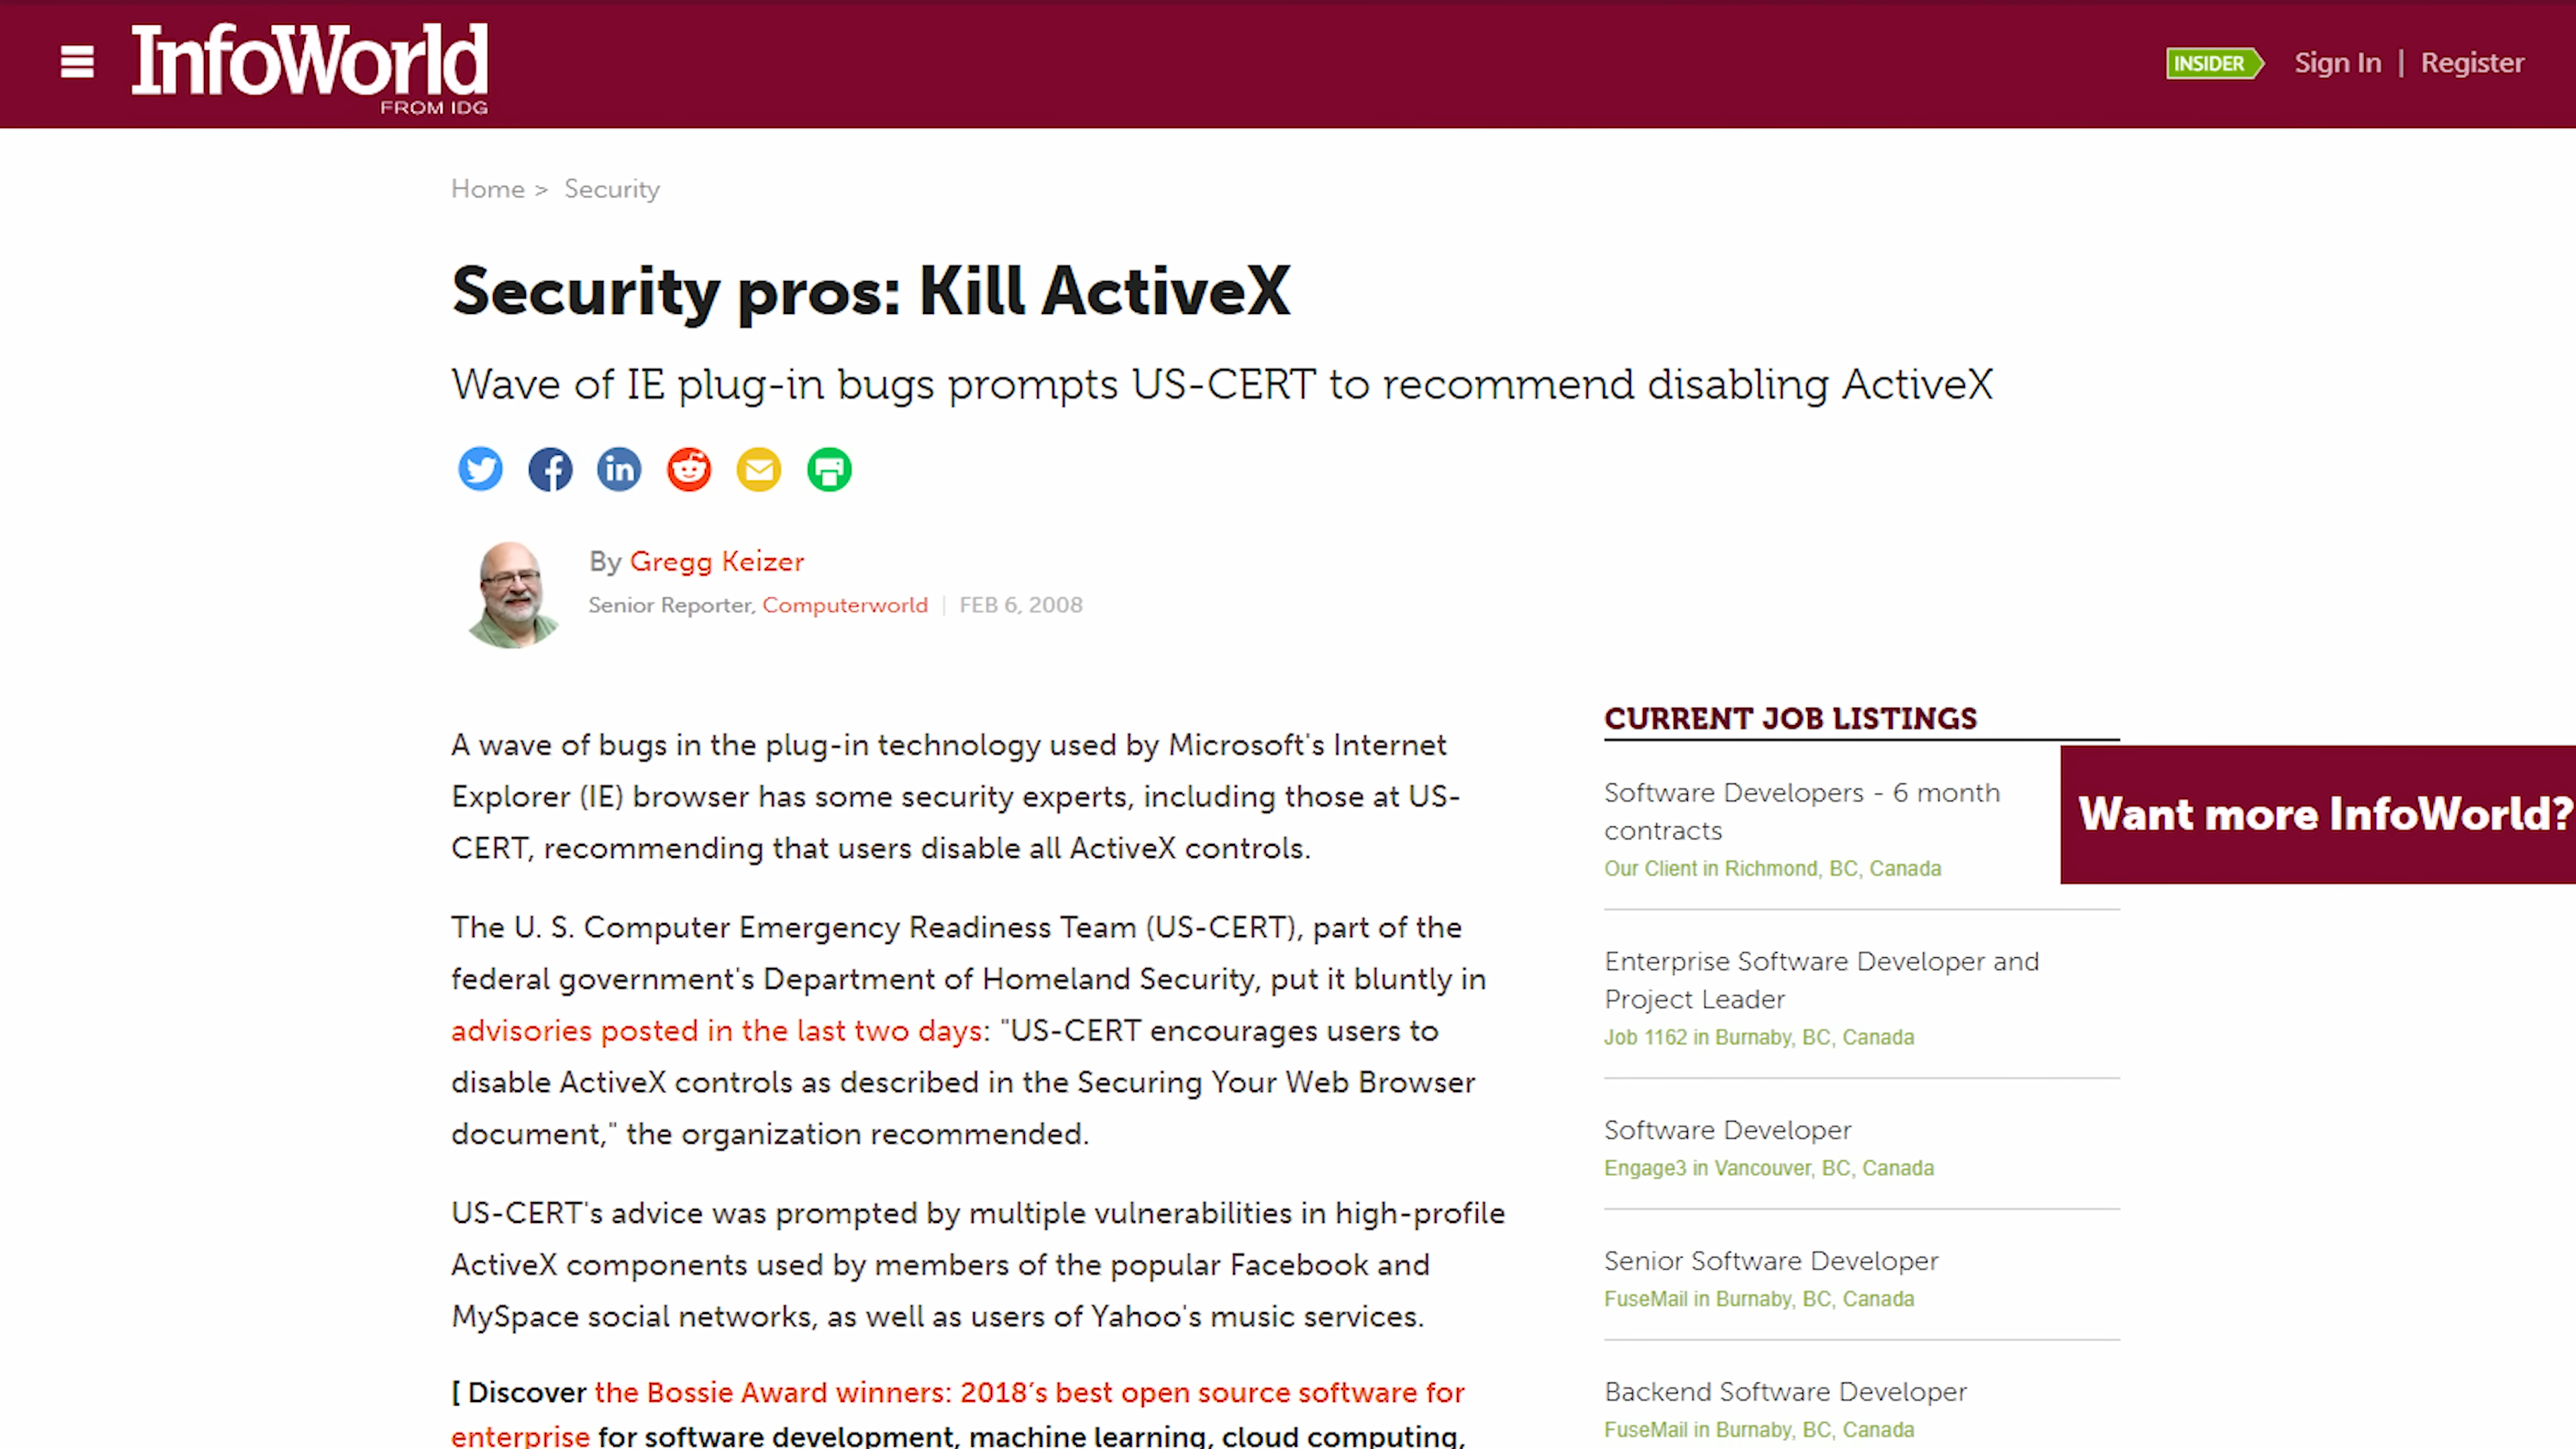 InfoWorld
FROM IDG
INSIDER
Sign In | Register
Home > Security
Security pros: Kill ActiveX
Wave of IE plug-in bugs prompts US-CERT to recommend disabling ActiveX
By Gregg Keizer
Senior Reporter, Computerworld | FEB 6, 2008
A wave of bugs in the plug-in technology used by Microsoft's Internet
Explorer (IE) browser has some security experts, including those at US-
CERT, recommending that users disable all ActiveX controls.
The U. S. Computer Emergency Readiness Team (US-CERT), part of the
federal government's Department of Homeland Security, put it bluntly in
advisories posted in the last two days: "US-CERT encourages users to
disable ActiveX controls as described in the Securing Your Web Browser
document," the organization recommended.
US-CERT's advice was prompted by multiple vulnerabilities in high-profile
ActiveX components used by members of the popular Facebook and
MySpace social networks, as well as users of Yahoo's music services.
[ Discover the Bossie Award winners: 2018's best open source software for
enterprise for software development, machine learning, cloud computing,
CURRENT JOB LISTINGS
Software Developers - 6 month
contracts
Our Client in Richmond, BC, Canada
Enterprise Software Developer and
Project Leader
Job 1162 in Burnaby, BC, Canada
Software Developer
Engage3 in Vancouver, BC, Canada
Senior Software Developer
FuseMail in Burnaby, BC, Canada
Backend Software Developer
FuseMail in Burnaby, BC, Canada
Want more InfoWorld?